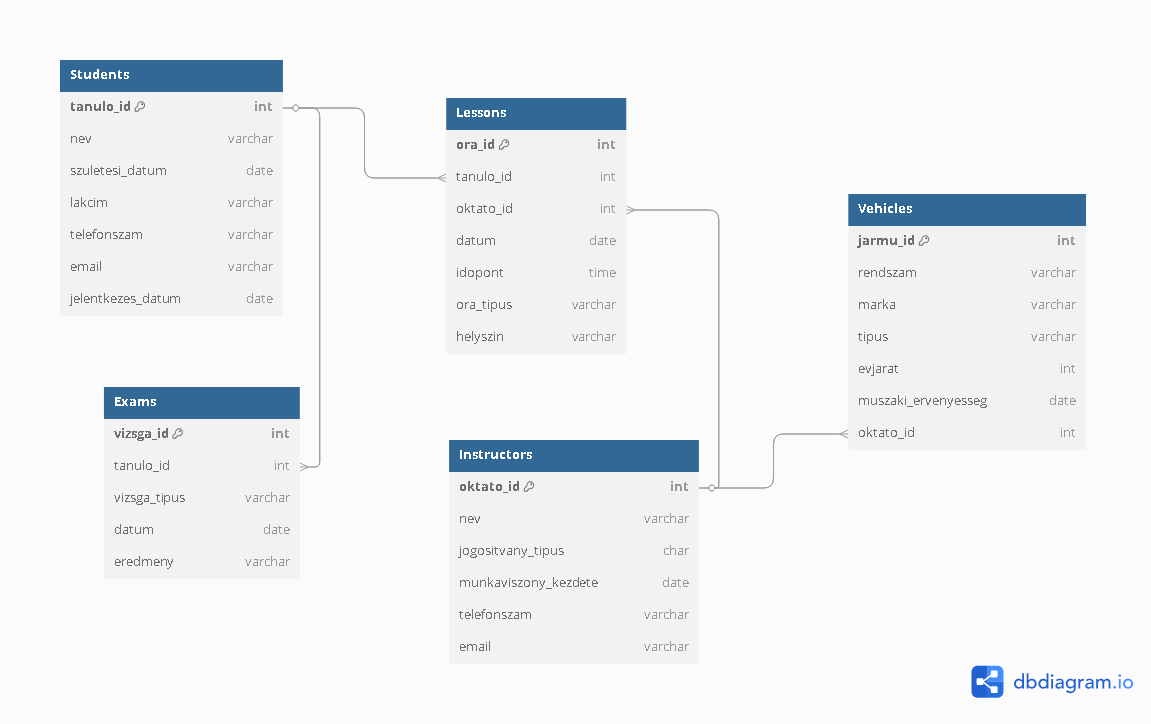 Students
tanulo_id int
nev varchar
szuletesi_datum date
lakcim varchar
telefonszam varchar
email varchar
jelentkezes_datum date
Lessons
ora_id int
tanulo_id int
oktato_id int
datum date
idopont time
ora_tipus varchar
helyszin varchar
Vehicles
jarmu_id int
rendszam varchar
marka varchar
tipus varchar
evjarat int
muszaki_ervenyesseg date
oktato_id int
Exams
vizsga_id int
tanulo_id int
vizsga_tipus varchar
datum date
eredmeny varchar
Instructors
oktato_id int
nev varchar
jogositvany_tipus char
munkaviszony_kezdete date
telefonszam varchar
email varchar
dbdiagram.io